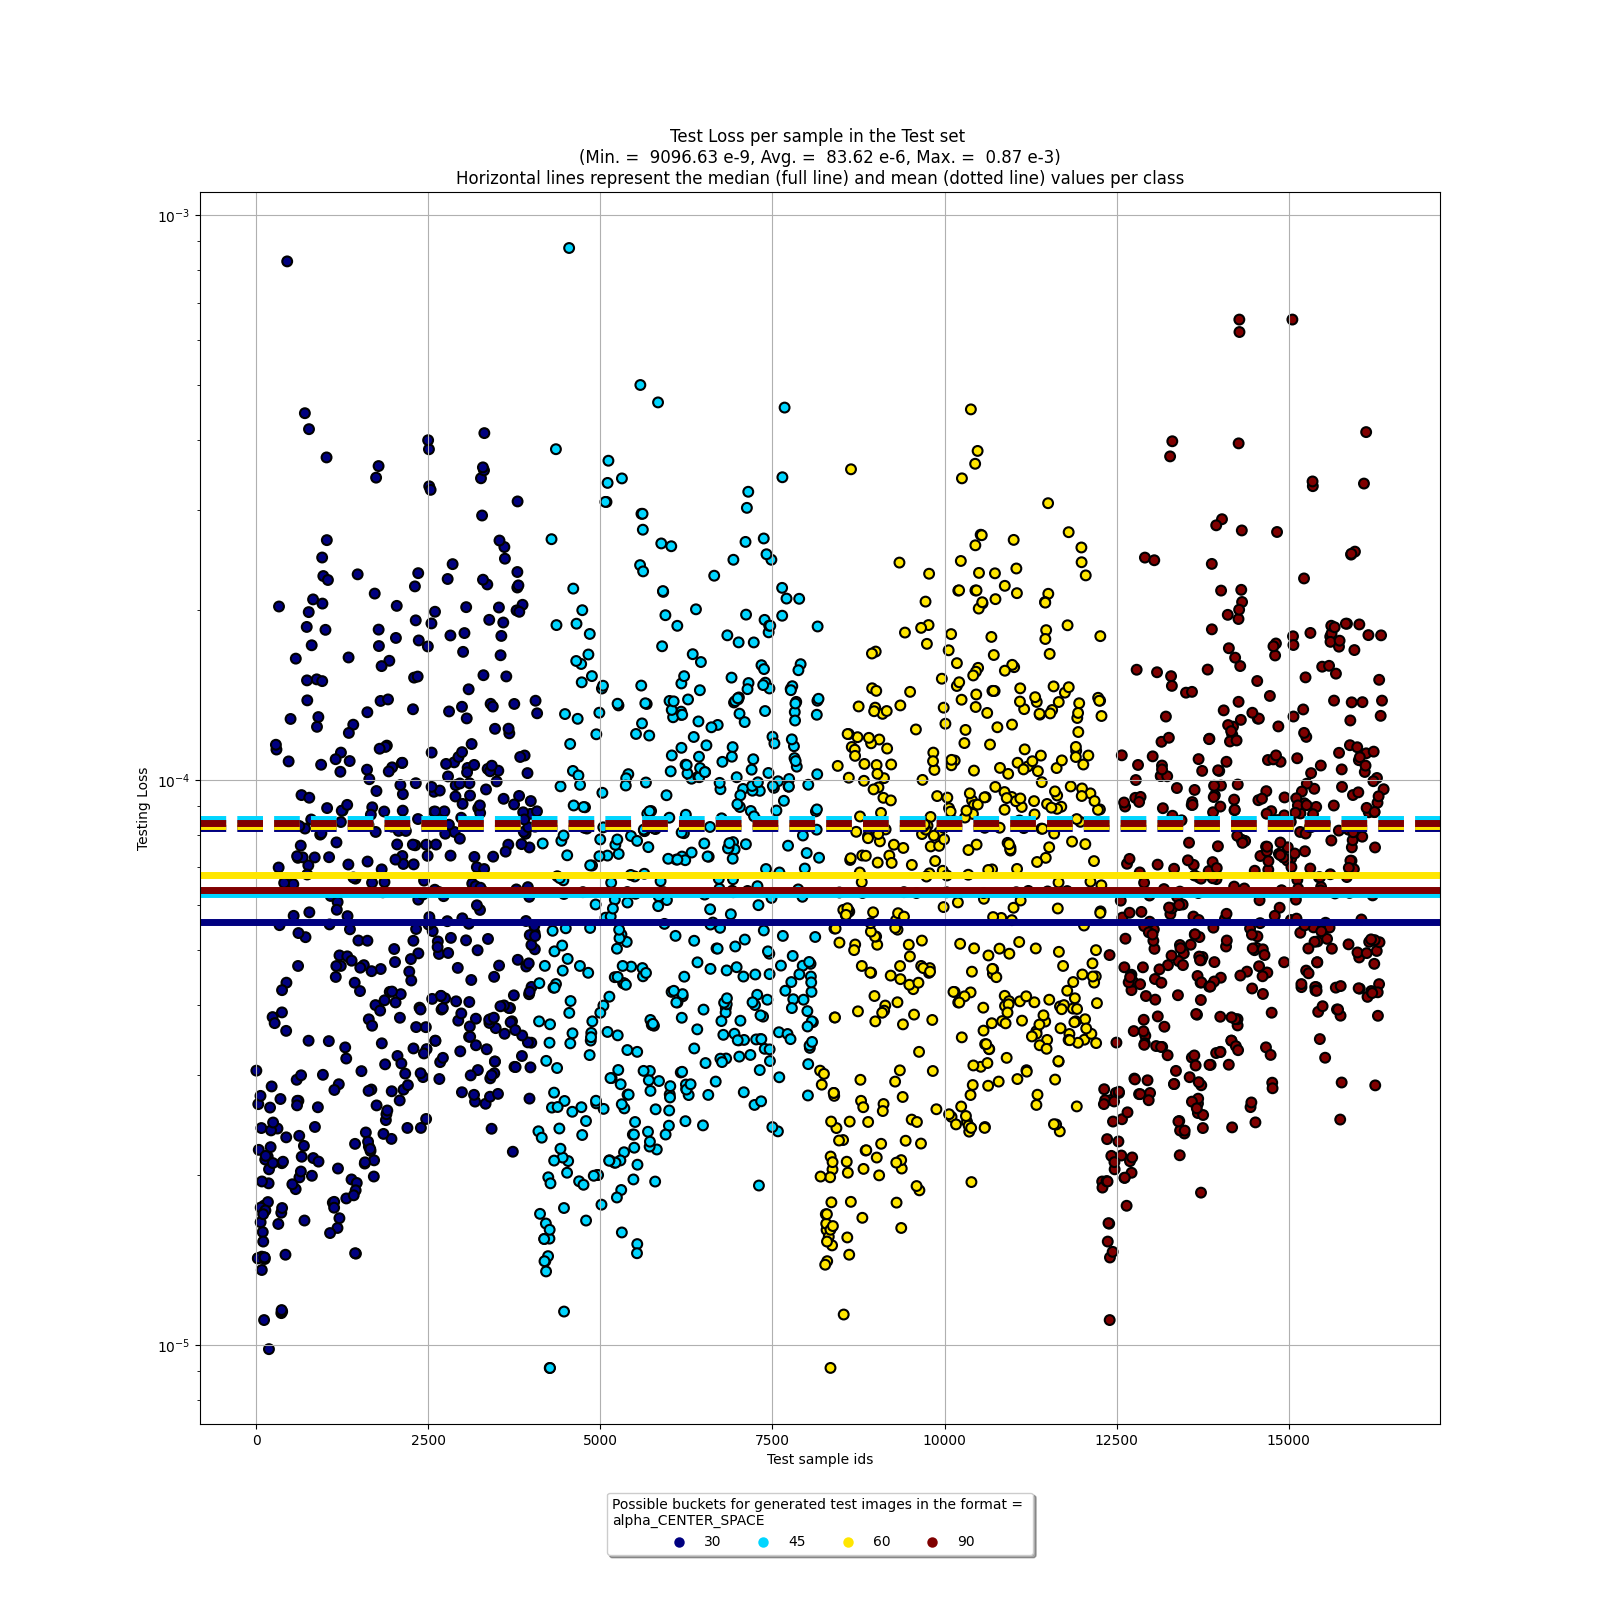 Test Loss per sample in the Test set
(Min. =  9096.63 e-9, Avg. =  83.62 e-6, Max. =  0.87 e-3)
Horizontal lines represent the median (full line) and mean (dotted line) values per class
10⁻³
10⁻⁴
10⁻⁵
Testing Loss
0 2500 5000 7500 10000 12500 15000
Test sample ids
Possible buckets for generated test images in the format =
alpha_CENTER_SPACE
30 45 60 90